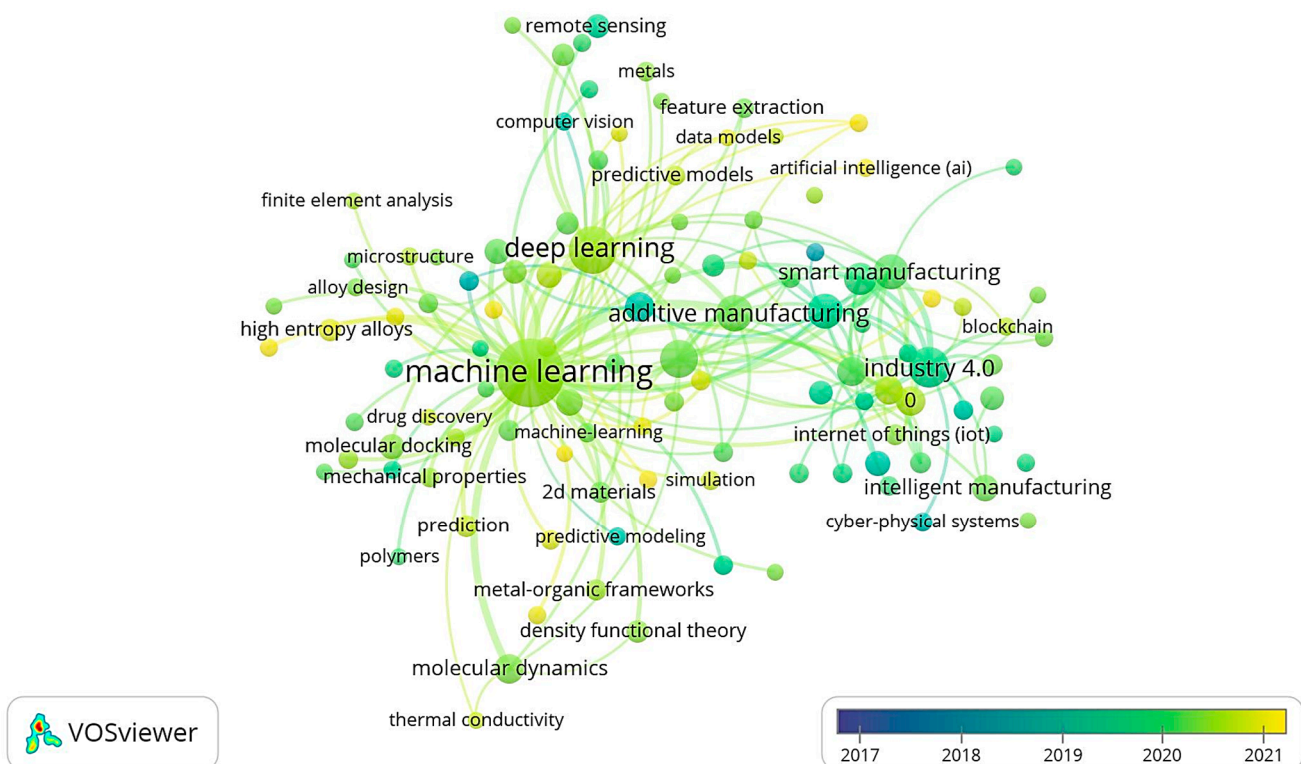 remote sensing
metals
feature extraction
computer vision
data models
predictive models
artificial intelligence (ai)
finite element analysis
deep learning
microstructure
smart manufacturing
alloy design
additive manufacturing
high entropy alloys
blockchain
machine learning
industry 4.0
0
drug discovery
machine-learning
internet of things (iot)
molecular docking
mechanical properties
simulation
2d materials
intelligent manufacturing
prediction
cyber-physical systems
predictive modeling
polymers
metal-organic frameworks
density functional theory
molecular dynamics
thermal conductivity
VOSviewer
2017 2018 2019 2020 2021